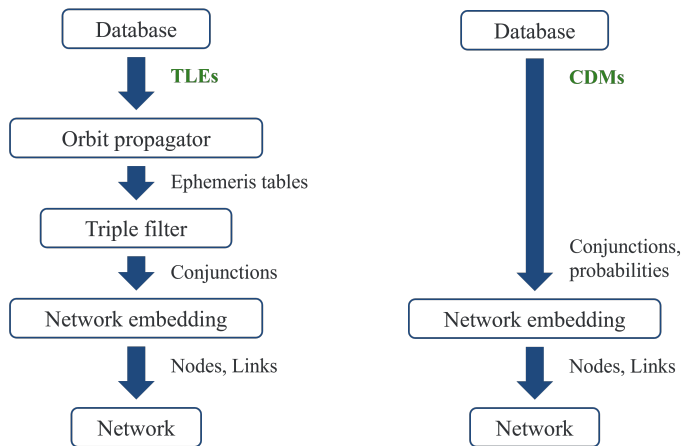 Database
TLEs
Orbit propagator
Ephemeris tables
Triple filter
Conjunctions
Network embedding
Nodes, Links
Network
Database
CDMs
Conjunctions,
probabilities
Network embedding
Nodes, Links
Network